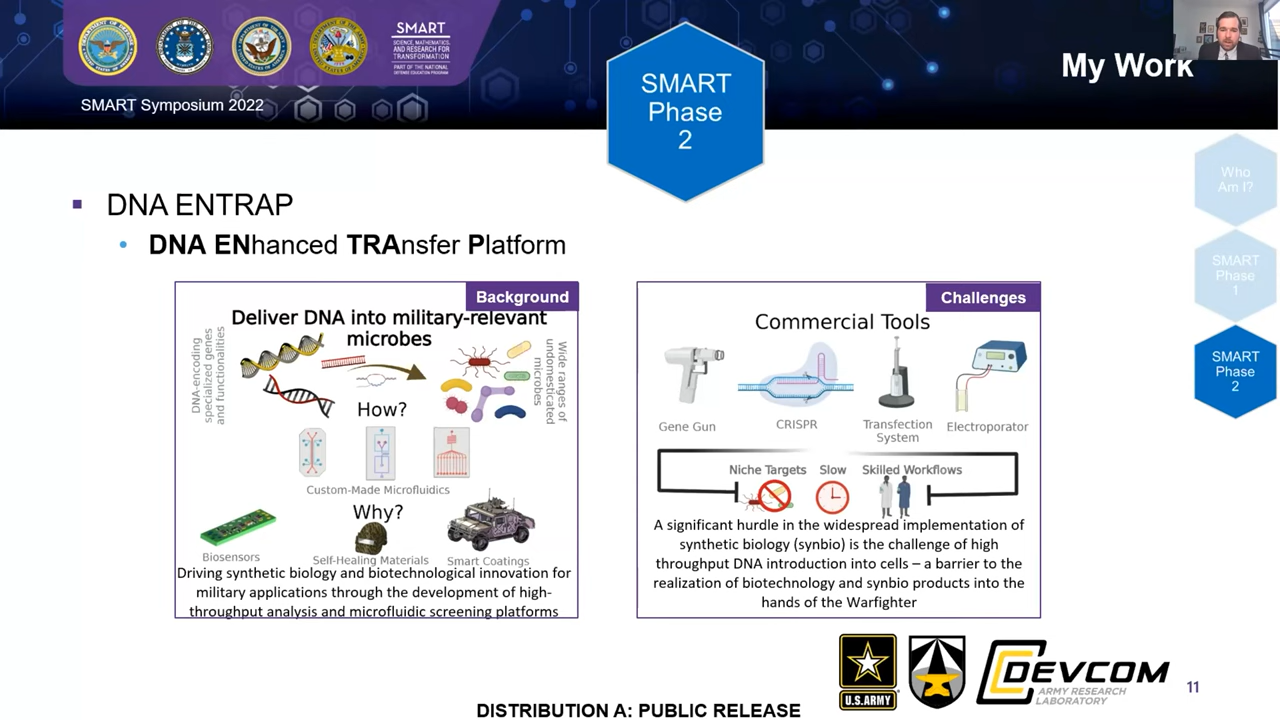 SMART
SCIENCE, MATHEMATICS,
AND RESEARCH FOR
TRANSFORMATION
PART OF THE NATIONAL
DEFENSE EDUCATION PROGRAM
SMART Symposium 2022
SMART
Phase
2
My Work
Who
Am I?
SMART
Phase
1
SMART
Phase
2
▪ DNA ENTRAP
• DNA ENhanced TRAnsfer Platform
Background
Deliver DNA into military-relevant
microbes
DNA-encoding
specialized genes
and functionalities
Wide ranges of
undomesticated
microbes
How?
Custom-Made Microfluidics
Why?
Biosensors
Self-Healing Materials
Smart Coatings
Driving synthetic biology and biotechnological innovation for
military applications through the development of high-
throughput analysis and microfluidic screening platforms
Challenges
Commercial Tools
Gene Gun
CRISPR
Transfection
System
Electroporator
Niche Targets
Slow
Skilled Workflows
A significant hurdle in the widespread implementation of
synthetic biology (synbio) is the challenge of high
throughput DNA introduction into cells – a barrier to the
realization of biotechnology and synbio products into the
hands of the Warfighter
U.S. ARMY
DEVCOM
ARMY RESEARCH
LABORATORY
11
DISTRIBUTION A: PUBLIC RELEASE